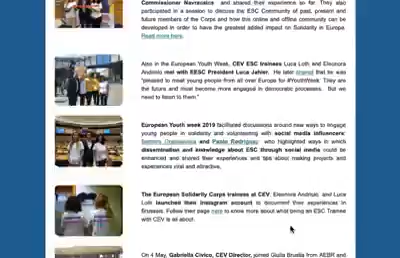 Commissioner Navracsics and shared their experience so far. They also
participated in a session to discuss the ESC Community of past, present and
future members of the Corps and how this online and offline community can be
developed in order to have the greatest added impact on Solidarity in Europe.
Read more here.
Also in the European Youth Week, CEV ESC trainees Luca Loth and Eleonora
Andriolo met with EESC President Luca Jahier. He later shared that he was
"pleased to meet young people from all over Europe for #YouthWeek! They are
the future and must become more engaged in democratic processes. But we
need to listen to them."
European Youth week 2019 facilitated discussions around new ways to engage
young people in solidarity and volunteering with social media influencers:
and Paolo Rodriguez who highlighted ways in which
dissemination and knowledge about ESC through social media could be
enhanced and shared their experiences and tips about making projects and
experiences viral and attractive.
The European Solidarity Corps trainees at CEV, Eleonora Andriolo and Luca
Loth launched their Instagram account to document their experiences in
Brussels. Follow their page here to know more about what being an ESC Trainee
with CEV is all about.
On 4 May, Gabriella Civico, CEV Director, joined Giulia Bruglia from AEBR and